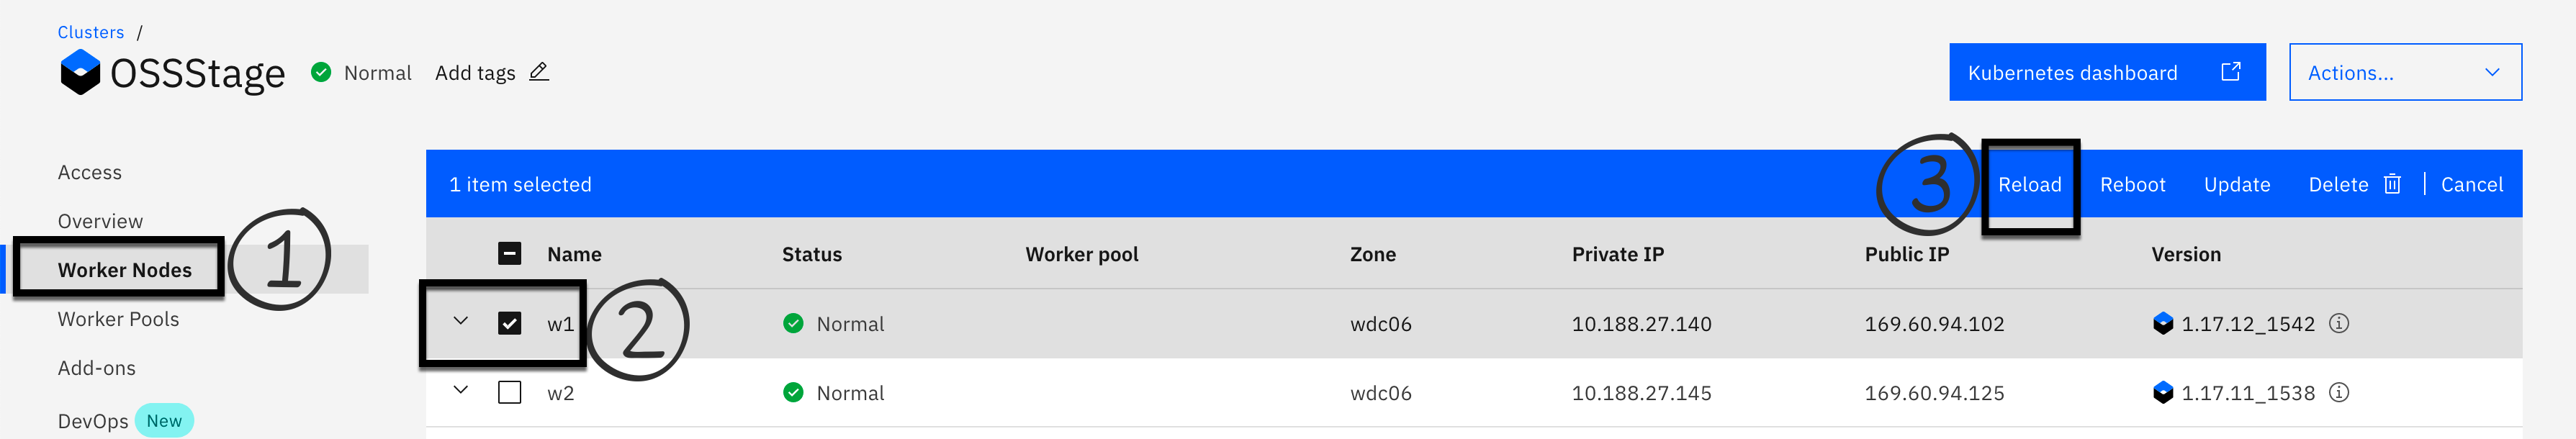 Clusters /
OSSStage Normal Add tags Kubernetes dashboard Actions...
Access
Overview
Worker Nodes
Worker Pools
Add-ons
DevOps New
1
1 item selected 3 Reload Reboot Update Delete | Cancel
Name Status Worker pool Zone Private IP Public IP Version
w1 2 Normal wdc06 10.188.27.140 169.60.94.102 1.17.12_1542
w2 Normal wdc06 10.188.27.145 169.60.94.125 1.17.11_1538